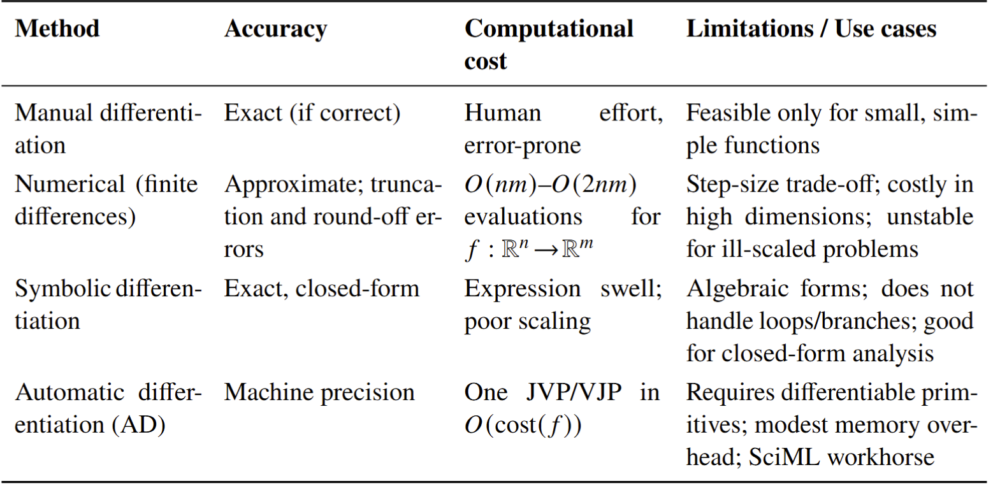 Method Accuracy Computational cost Limitations / Use cases
Manual differenti-
ation
Exact (if correct)
Human effort,
error-prone
Feasible only for small, sim-
ple functions
Numerical (finite
differences)
Approximate; trunca-
tion and round-off er-
rors
O(nm)–O(2nm)
evaluations for
f : ℝⁿ → ℝᵐ
Step-size trade-off; costly in
high dimensions; unstable
for ill-scaled problems
Symbolic differen-
tiation
Exact, closed-form
Expression swell;
poor scaling
Algebraic forms; does not
handle loops/branches; good
for closed-form analysis
Automatic differ-
entiation (AD)
Machine precision
One JVP/VJP in
O(cost(f))
Requires differentiable prim-
itives; modest memory over-
head; SciML workhorse